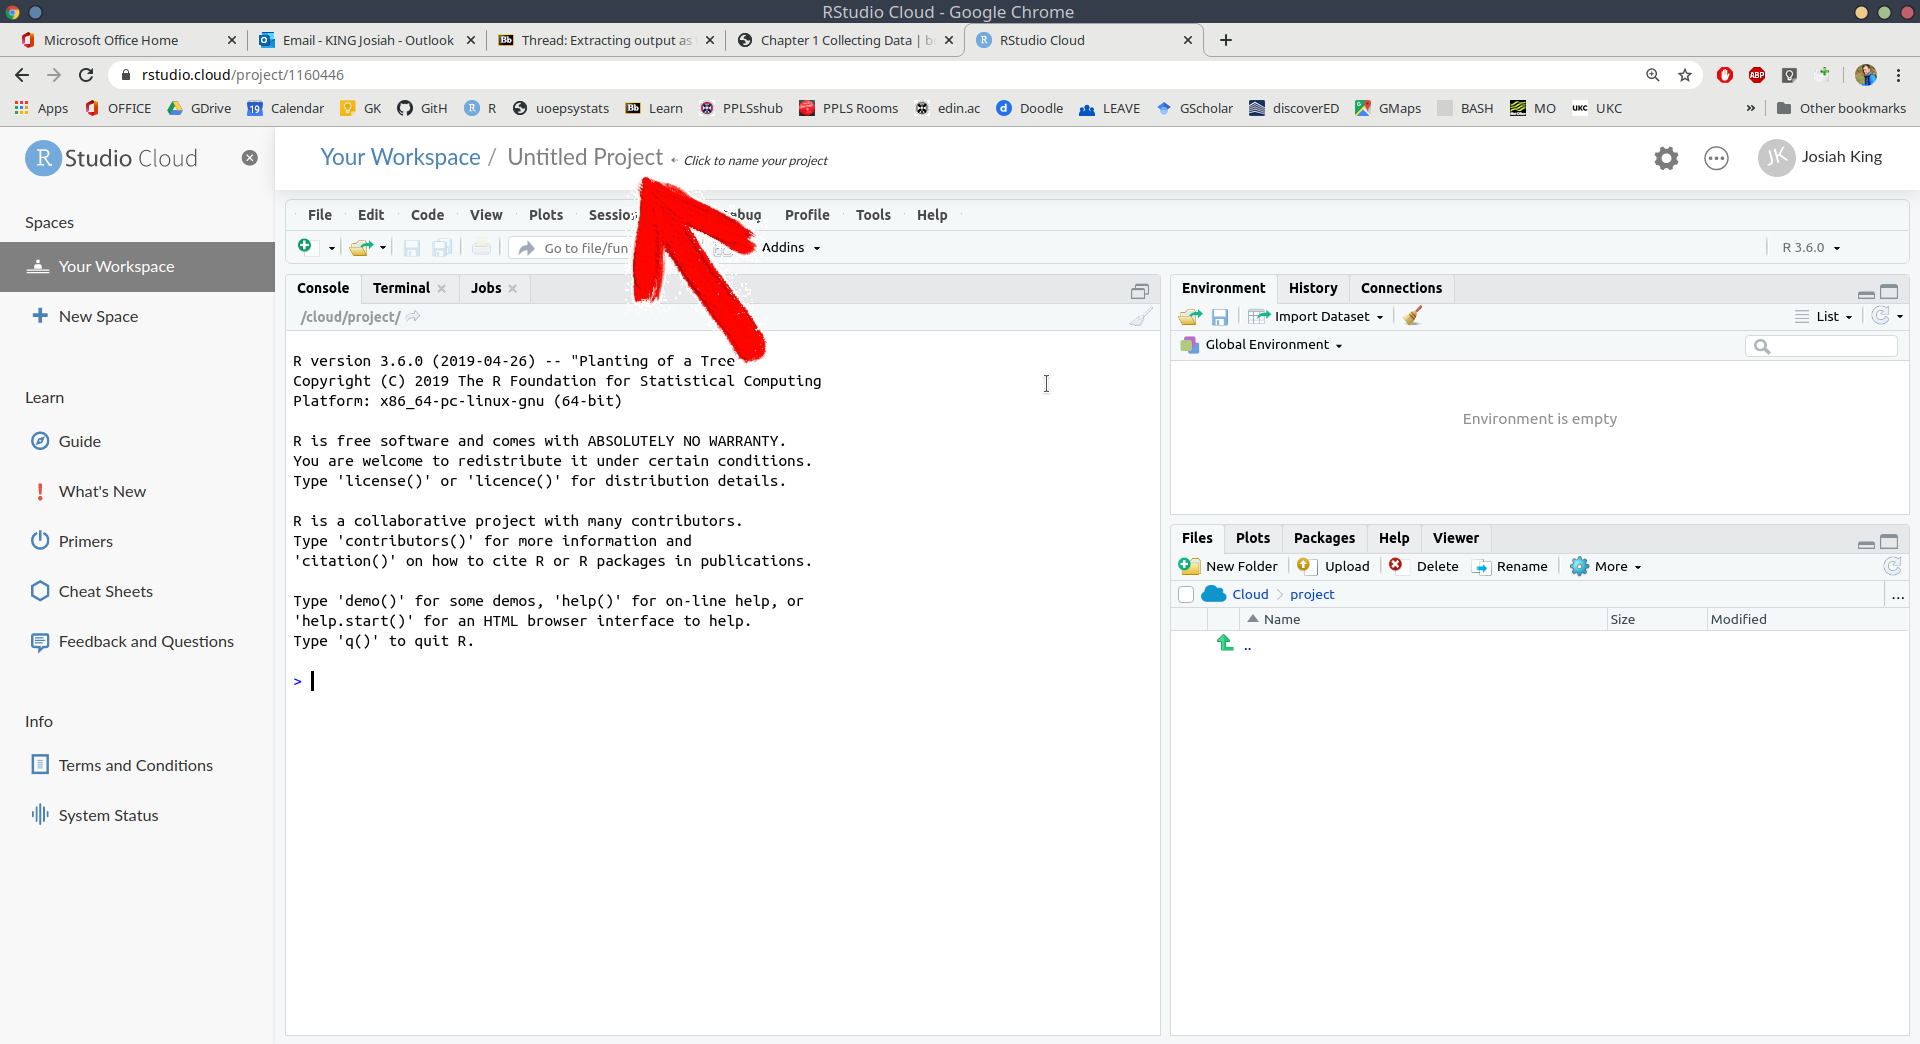 RStudio Cloud - Google Chrome
Microsoft Office Home
Email - KING Josiah - Outlook
Thread: Extracting output as
Chapter 1 Collecting Data |
RStudio Cloud
rstudio.cloud/project/1160446
Apps OFFICE GDrive 19 Calendar GK GitH R uoepsystats Bb Learn PPLSshub PPLS Rooms edin.ac d Doodle LEAVE GScholar discoverED GMaps BASH MO UKC UKC » Other bookmarks
R Studio Cloud
Your Workspace / Untitled Project ← Click to name your project
JK Josiah King
Spaces
Your Workspace
New Space
Learn
Guide
What's New
Primers
Cheat Sheets
Feedback and Questions
Info
Terms and Conditions
System Status
File Edit Code View Plots Profile Tools Help
Go to file/fun Addins R 3.6.0
Console Terminal Jobs
/cloud/project/
R version 3.6.0 (2019-04-26) -- "Planting of a Tree
Copyright (C) 2019 The R Foundation for Statistical Computing
Platform: x86_64-pc-linux-gnu (64-bit)
R is free software and comes with ABSOLUTELY NO WARRANTY.
You are welcome to redistribute it under certain conditions.
Type 'license()' or 'licence()' for distribution details.
R is a collaborative project with many contributors.
Type 'contributors()' for more information and
'citation()' on how to cite R or R packages in publications.
Type 'demo()' for some demos, 'help()' for on-line help, or
'help.start()' for an HTML browser interface to help.
Type 'q()' to quit R.
>
Environment History Connections
Import Dataset List
Global Environment
Environment is empty
Files Plots Packages Help Viewer
New Folder Upload Delete Rename More
Cloud project ...
Name Size Modified
..